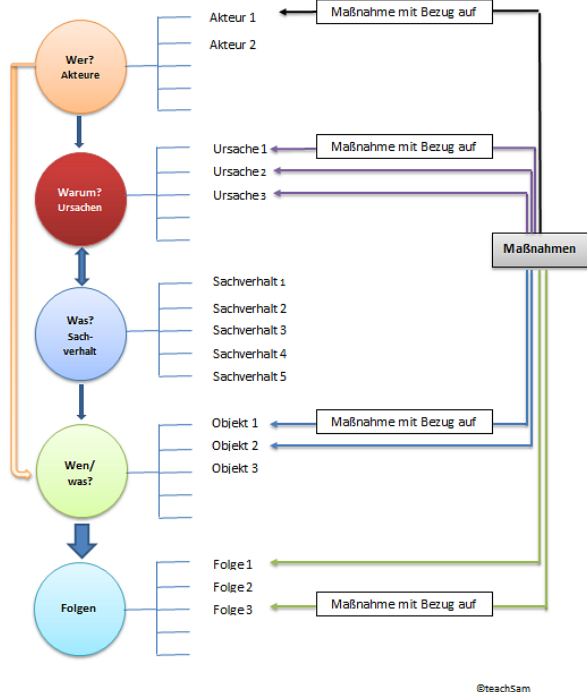 Akteur 1
Maßnahme mit Bezug auf
Akteur 2
Wer?
Akteure
Ursache 1
Maßnahme mit Bezug auf
Ursache 2
Warum?
Ursachen
Ursache 3
Maßnahmen
Sachverhalt 1
Sachverhalt 2
Was?
Sach-
verhalt
Sachverhalt 3
Sachverhalt 4
Sachverhalt 5
Objekt 1
Maßnahme mit Bezug auf
Objekt 2
Wen/
was?
Objekt 3
Folge 1
Folge 2
Folgen
Folge 3
Maßnahme mit Bezug auf
©teachSam